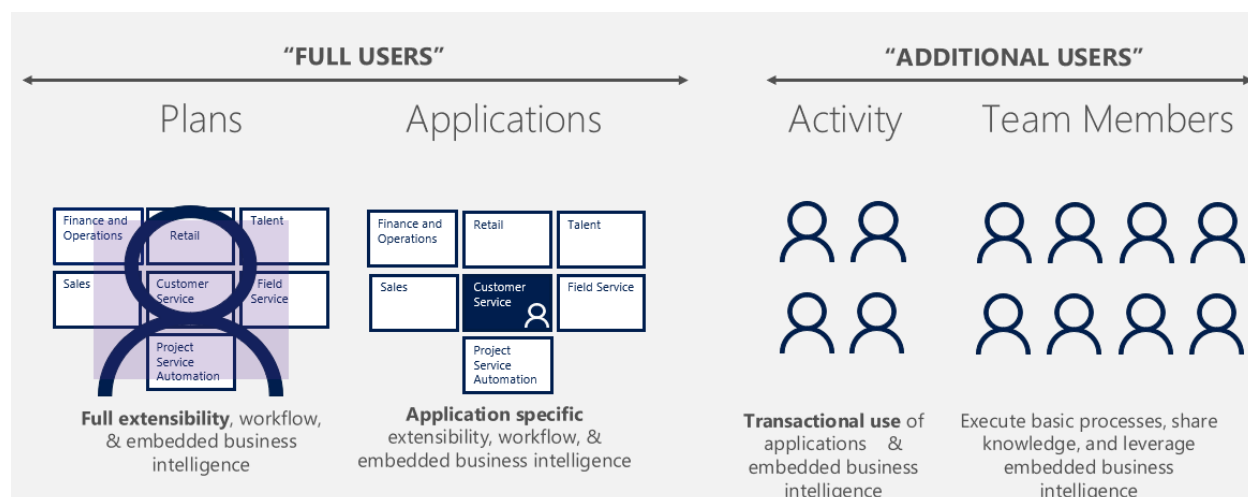 “FULL USERS”
“ADDITIONAL USERS”
Plans
Applications
Activity
Team Members
Finance and
Operations
Retail
Talent
Sales
Customer
Service
Field
Service
Project
Service
Automation
Finance and
Operations
Retail
Talent
Sales
Customer
Service
Field Service
Project
Service
Automation
Full extensibility, workflow,
& embedded business
intelligence
Application specific
extensibility, workflow, &
embedded business intelligence
Transactional use of
applications & 
embedded business
intelligence
Execute basic processes, share
knowledge, and leverage
embedded business
intelligence